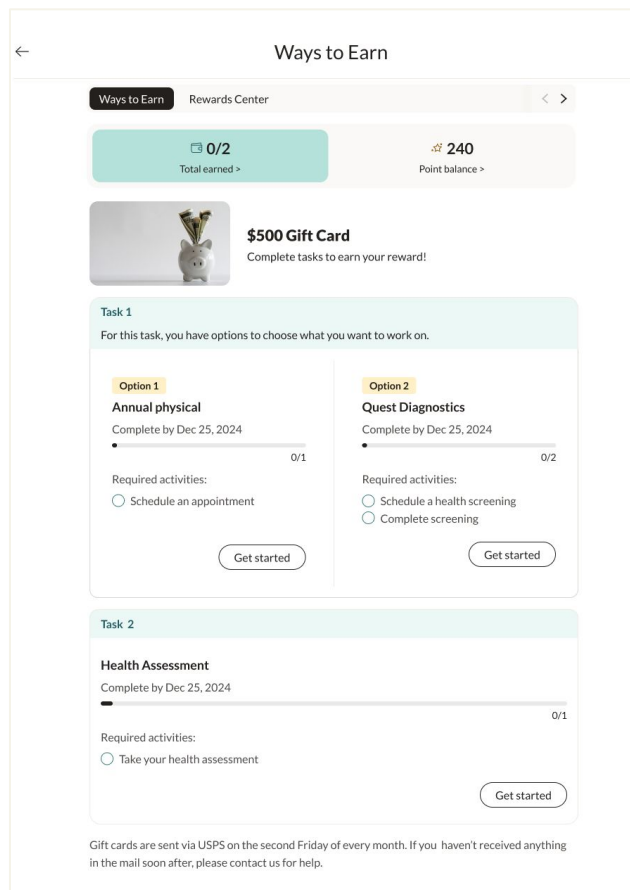 Ways to Earn
Ways to Earn
Rewards Center
0/2
Total earned >
240
Point balance >
$500 Gift Card
Complete tasks to earn your reward!
Task 1
For this task, you have options to choose what you want to work on.
Option 1
Annual physical
Complete by Dec 25, 2024
0/1
Required activities:
Schedule an appointment
Get started
Option 2
Quest Diagnostics
Complete by Dec 25, 2024
0/2
Required activities:
Schedule a health screening
Complete screening
Get started
Task 2
Health Assessment
Complete by Dec 25, 2024
0/1
Required activities:
Take your health assessment
Get started
Gift cards are sent via USPS on the second Friday of every month. If you haven't received anything
in the mail soon after, please contact us for help.